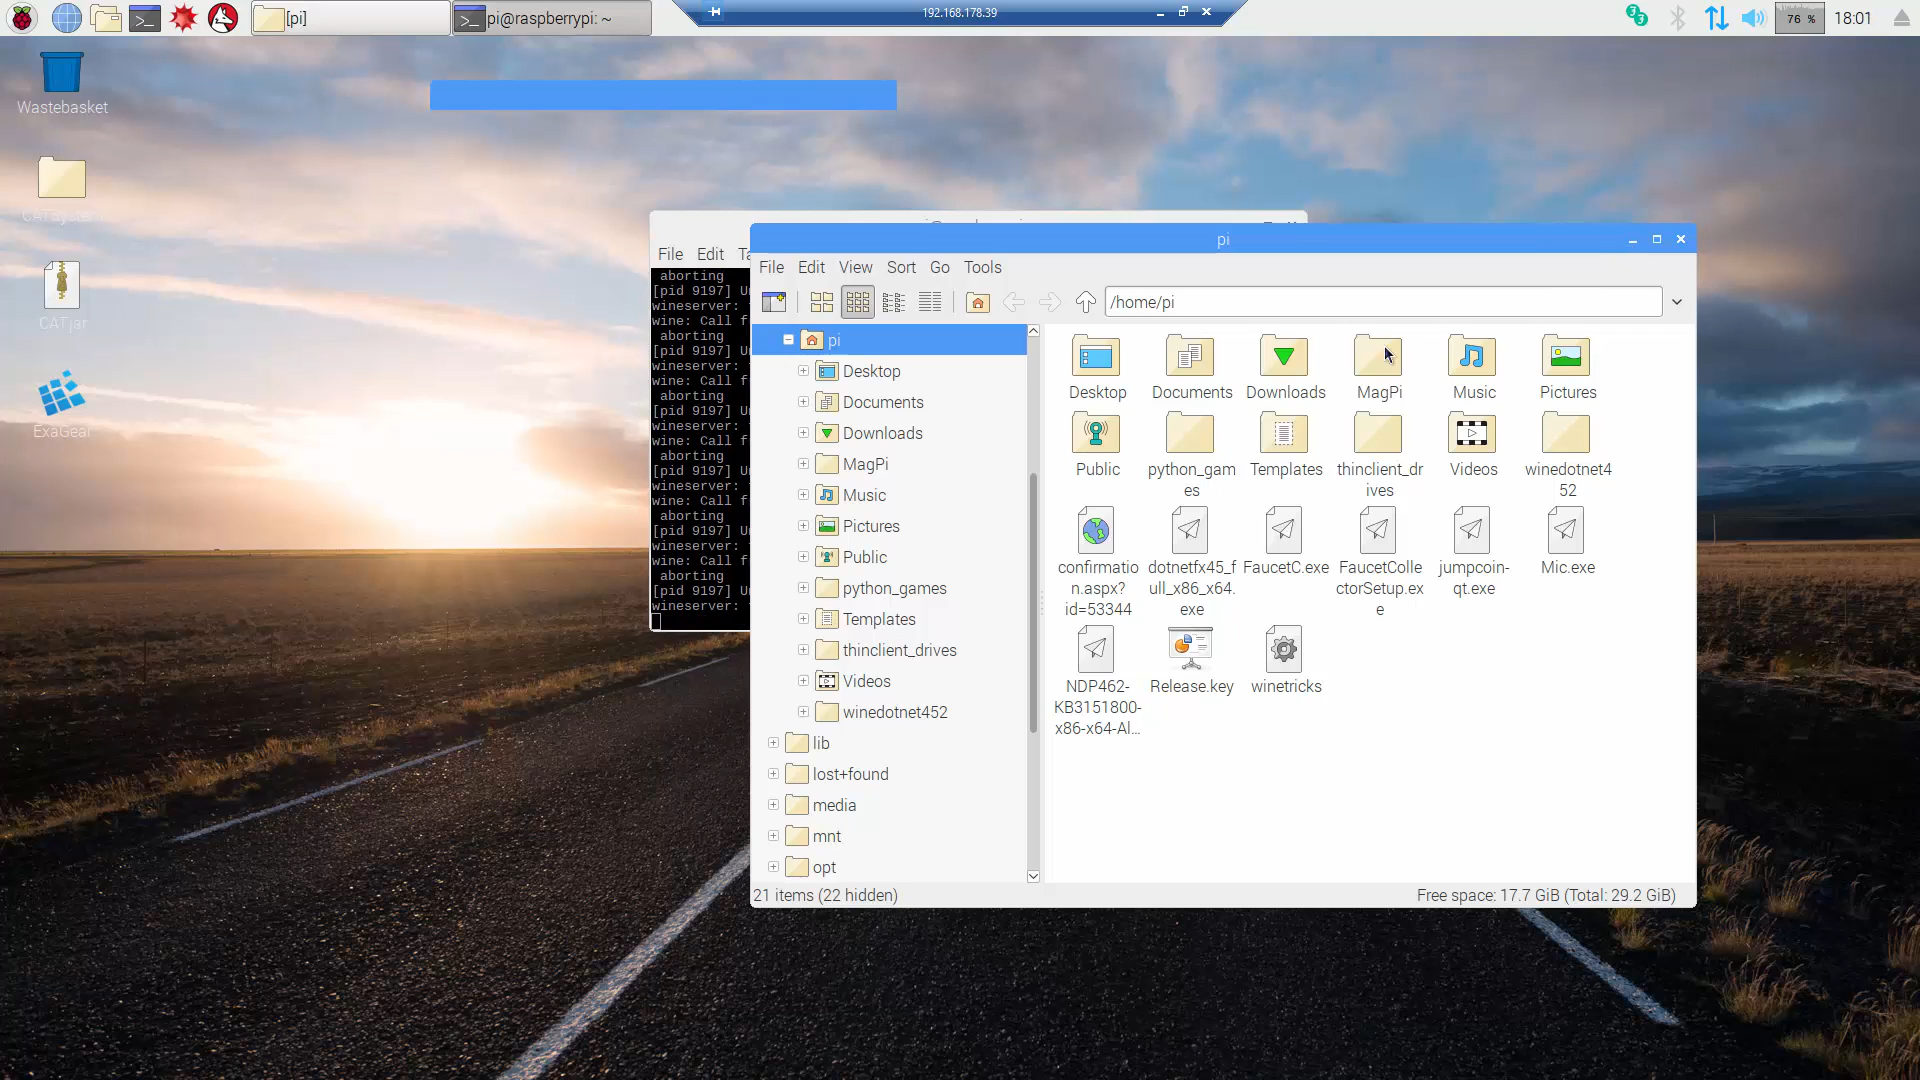 [pi]
pi@raspberrypi: ~
192.168.178.39
76 %
18:01
Wastebasket
CATSystem
CATjar
ExaGear
File Edit
aborting
[pid 9197]
wineserver:
wine: Call
aborting
[pid 9197]
wineserver:
wine: Call
aborting
[pid 9197]
wineserver:
wine: Call
aborting
[pid 9197]
wineserver:
wine: Call
aborting
[pid 9197]
wineserver:
wine: Call
aborting
[pid 9197]
wineserver:
pi
File Edit View Sort Go Tools
/home/pi
pi
Desktop
Documents
Downloads
MagPi
Music
Pictures
Public
python_games
Templates
thinclient_drives
Videos
winedotnet452
lib
lost+found
media
mnt
opt
Desktop Documents Downloads MagPi Music Pictures
Public python_gam
es Templates thinclient_dr
ives Videos winedotnet4
52
confirmatio
n.aspx?
id=53344
dotnetfx45_f
ull_x86_x64.
exe
FaucetC.exe
FaucetColle
ctorSetup.ex
e
jumpcoin-
qt.exe
Mic.exe
NDP462-
KB3151800-
x86-x64-Al...
Release.key
winetricks
21 items (22 hidden)
Free space: 17.7 GiB (Total: 29.2 GiB)